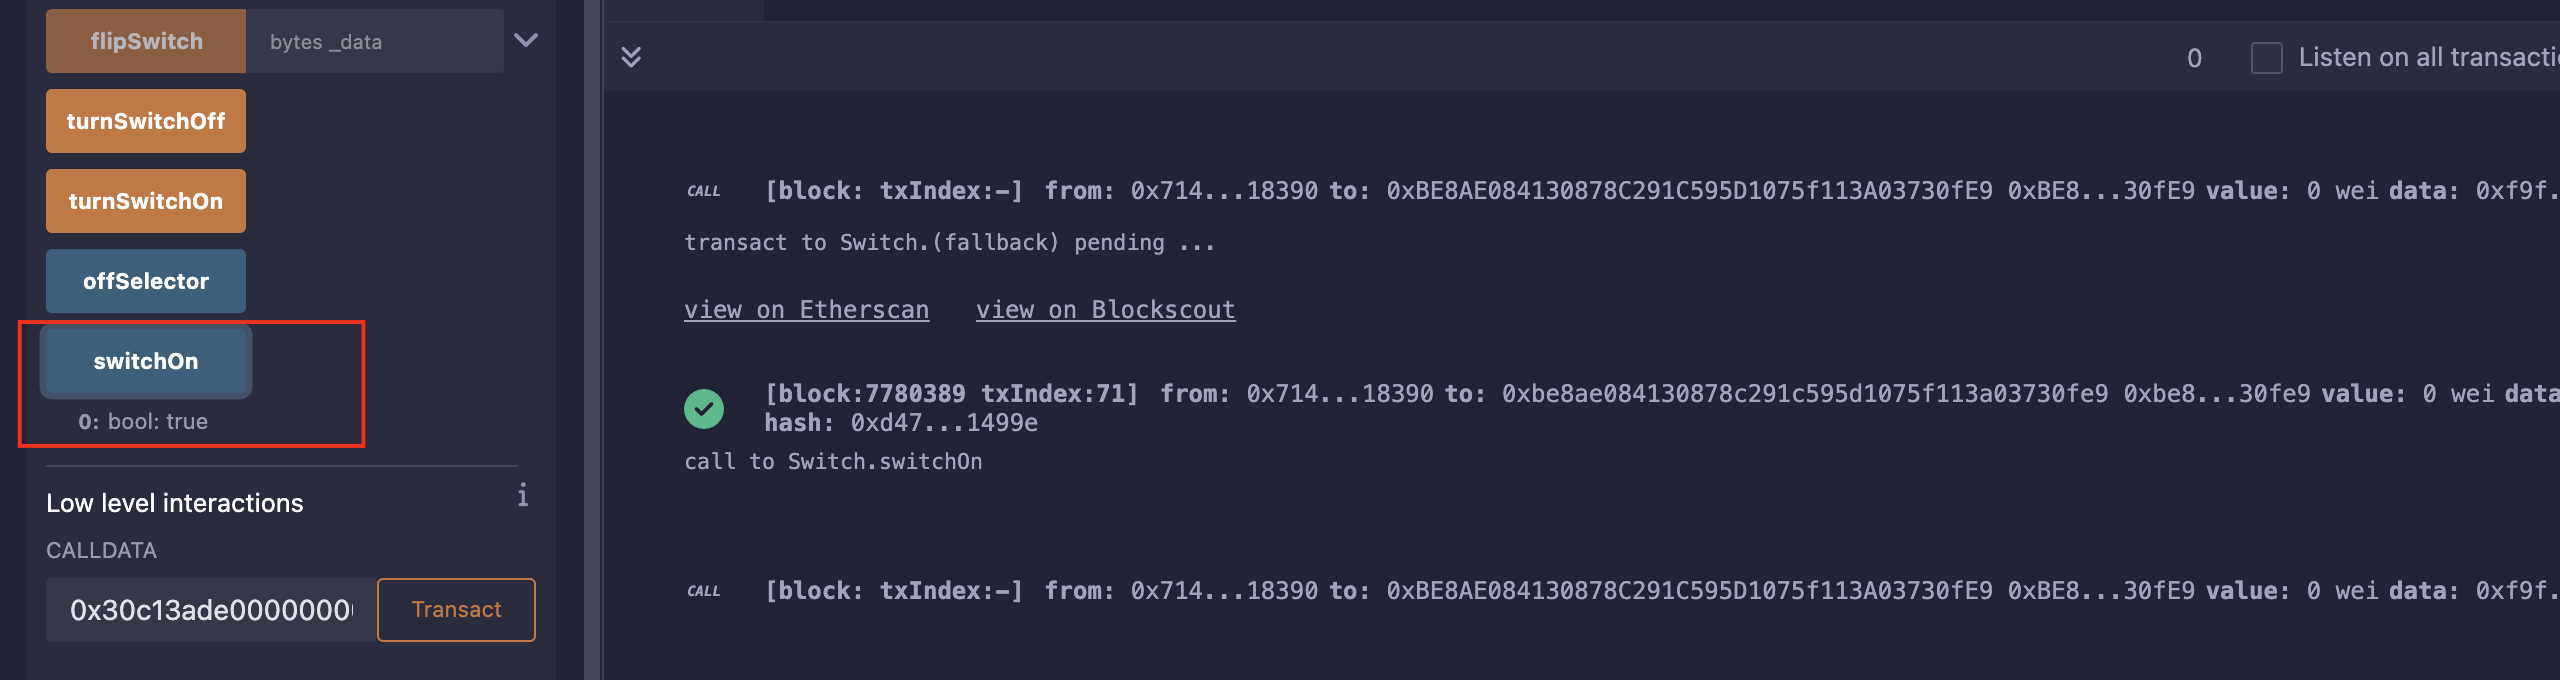 flipSwitch bytes _data
turnSwitchOff
turnSwitchOn
offSelector
switchOn
0: bool: true
Low level interactions i
CALLDATA
0x30c13ade0000000 Transact
0 Listen on all
CALL [block: txIndex:-] from: 0x714...18390 to: 0xBE8AE084130878C291C595D1075f113A03730fE9 0xBE8...30fE9 value: 0 wei data: 0xf9f.
transact to Switch.(fallback) pending ...
view on Etherscan view on Blockscout
[block:7780389 txIndex:71] from: 0x714...18390 to: 0xbe8ae084130878c291c595d1075f113a03730fe9 0xbe8...30fe9 value: 0 wei data
hash: 0xd47...1499e
call to Switch.switchOn
CALL [block: txIndex:-] from: 0x714...18390 to: 0xBE8AE084130878C291C595D1075f113A03730fE9 0xBE8...30fE9 value: 0 wei data: 0xf9f.